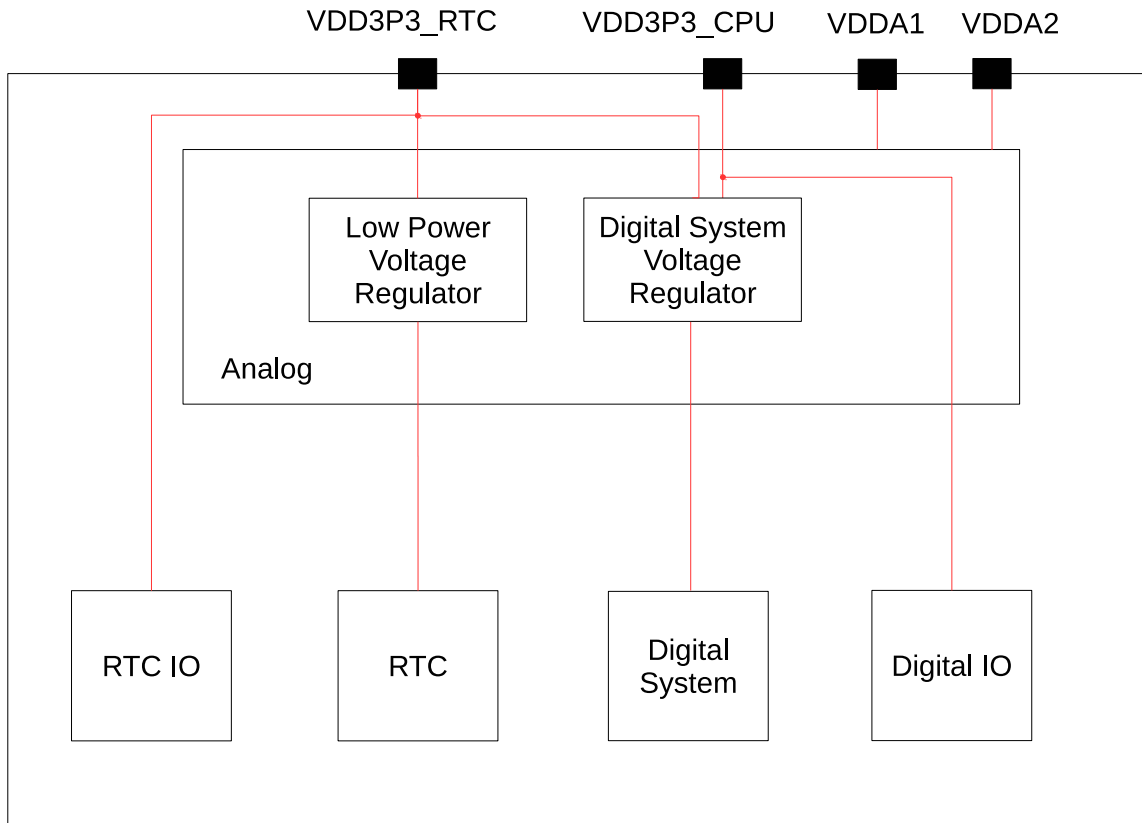 VDD3P3_RTC
VDD3P3_CPU
VDDA1
VDDA2
Low Power
Voltage
Regulator
Digital System
Voltage
Regulator
Analog
RTC IO
RTC
Digital
System
Digital IO